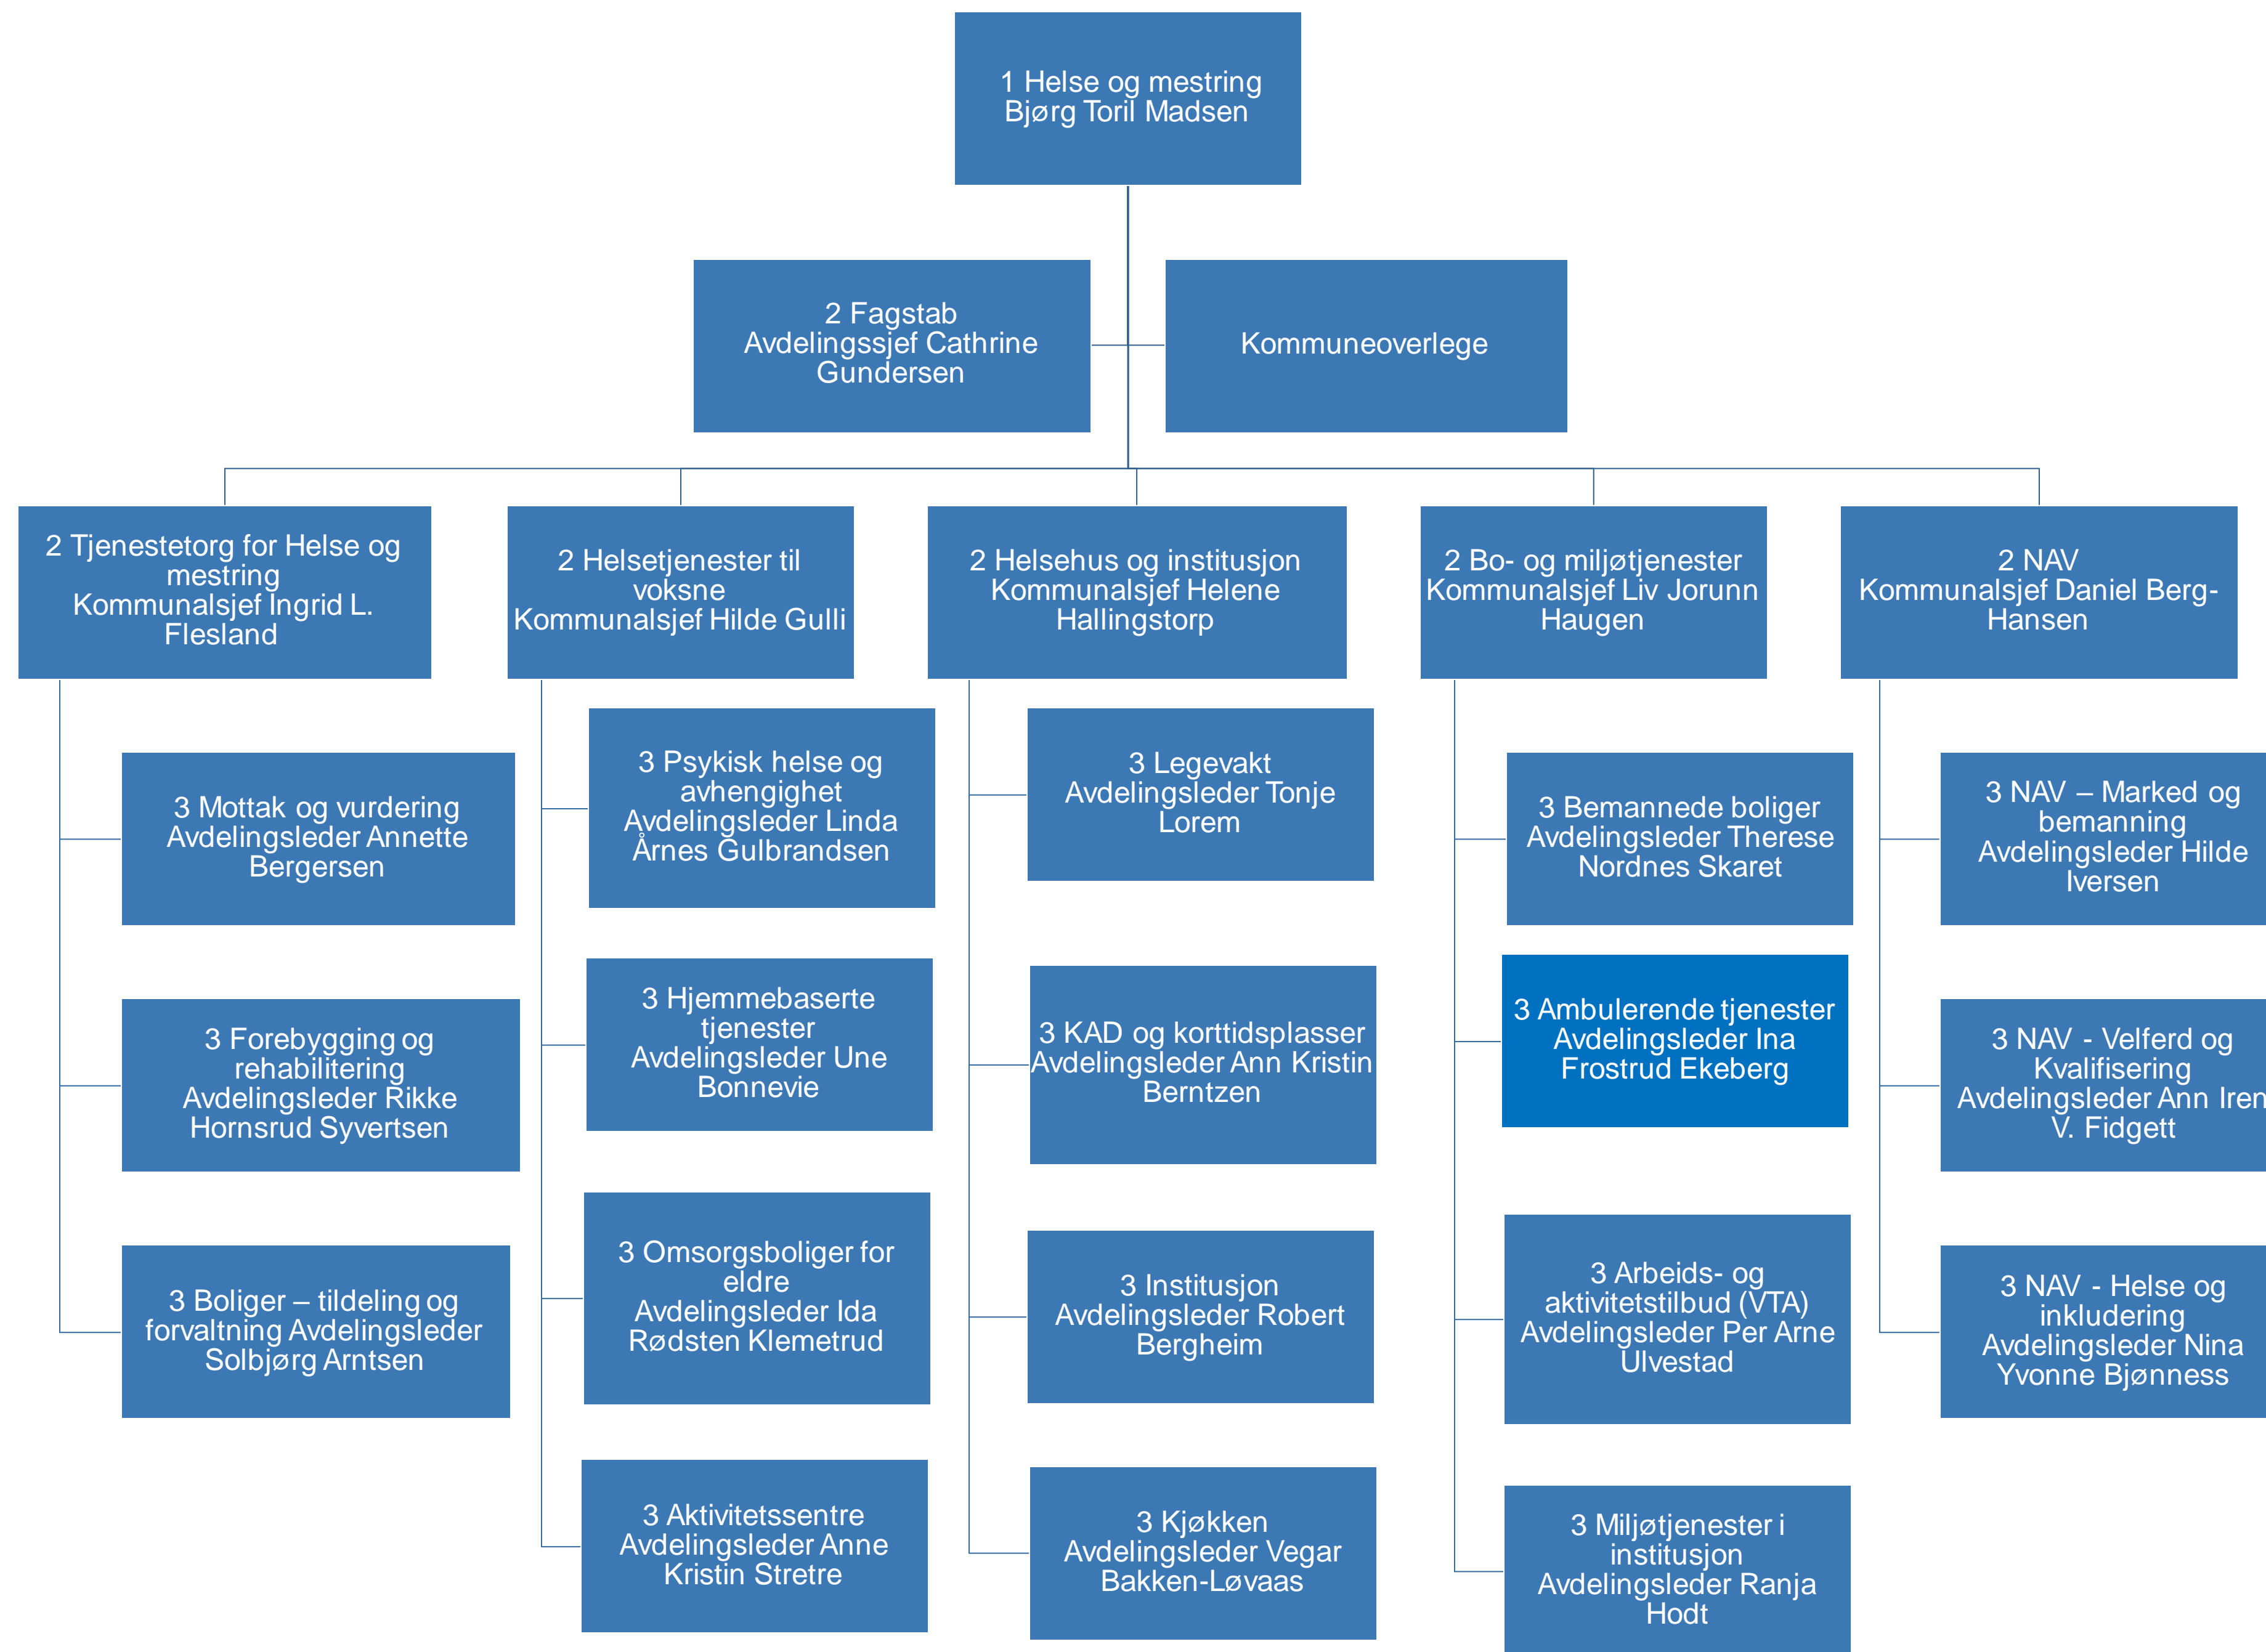 1 Helse og mestring
Bjørg Toril Madsen
2 Fagstab
Avdelingssjef Cathrine
Gundersen
Kommuneoverlege
2 Tjenestetorg for Helse og
mestring
Kommunalsjef Ingrid L.
Flesland
3 Mottak og vurdering
Avdelingsleder Annette
Bergersen
3 Forebygging og
rehabilitering
Avdelingsleder Rikke
Hornsrud Syvertsen
3 Boliger – tildeling og
forvaltning Avdelingsleder
Solbjørg Arntsen
2 Helsetjenester til
voksne
Kommunalsjef Hilde Gulli
3 Psykisk helse og
avhengighet
Avdelingsleder Linda
Årnes Gulbrandsen
3 Hjemmebaserte
tjenester
Avdelingsleder Une
Bonnevie
3 Omsorgsboliger for
eldre
Avdelingsleder Ida
Rødsten Klemetrud
3 Aktivitetssentre
Avdelingsleder Anne
Kristin Stretre
2 Helsehus og institusjon
Kommunalsjef Helene
Hallingstorp
3 Legevakt
Avdelingsleder Tonje
Lorem
3 KAD og korttidsplasser
Avdelingsleder Ann Kristin
Berntzen
3 Institusjon
Avdelingsleder Robert
Bergheim
3 Kjøkken
Avdelingsleder Vegar
Bakken-Løvaas
2 Bo- og miljøtjenester
Kommunalsjef Liv Jorunn
Haugen
3 Bemannede boliger
Avdelingsleder Therese
Nordnes Skaret
3 Ambulerende tjenester
Avdelingsleder Ina
Frostrud Ekeberg
3 Arbeids- og
aktivitetstilbud (VTA)
Avdelingsleder Per Arne
Ulvestad
3 Miljøtjenester i
institusjon
Avdelingsleder Ranja
Hodt
2 NAV
Kommunalsjef Daniel Berg-
Hansen
3 NAV – Marked og
bemanning
Avdelingsleder Hilde
Iversen
3 NAV - Velferd og
Kvalifisering
Avdelingsleder Ann Iren
V. Fidgett
3 NAV - Helse og
inkludering
Avdelingsleder Nina
Yvonne Bjønness